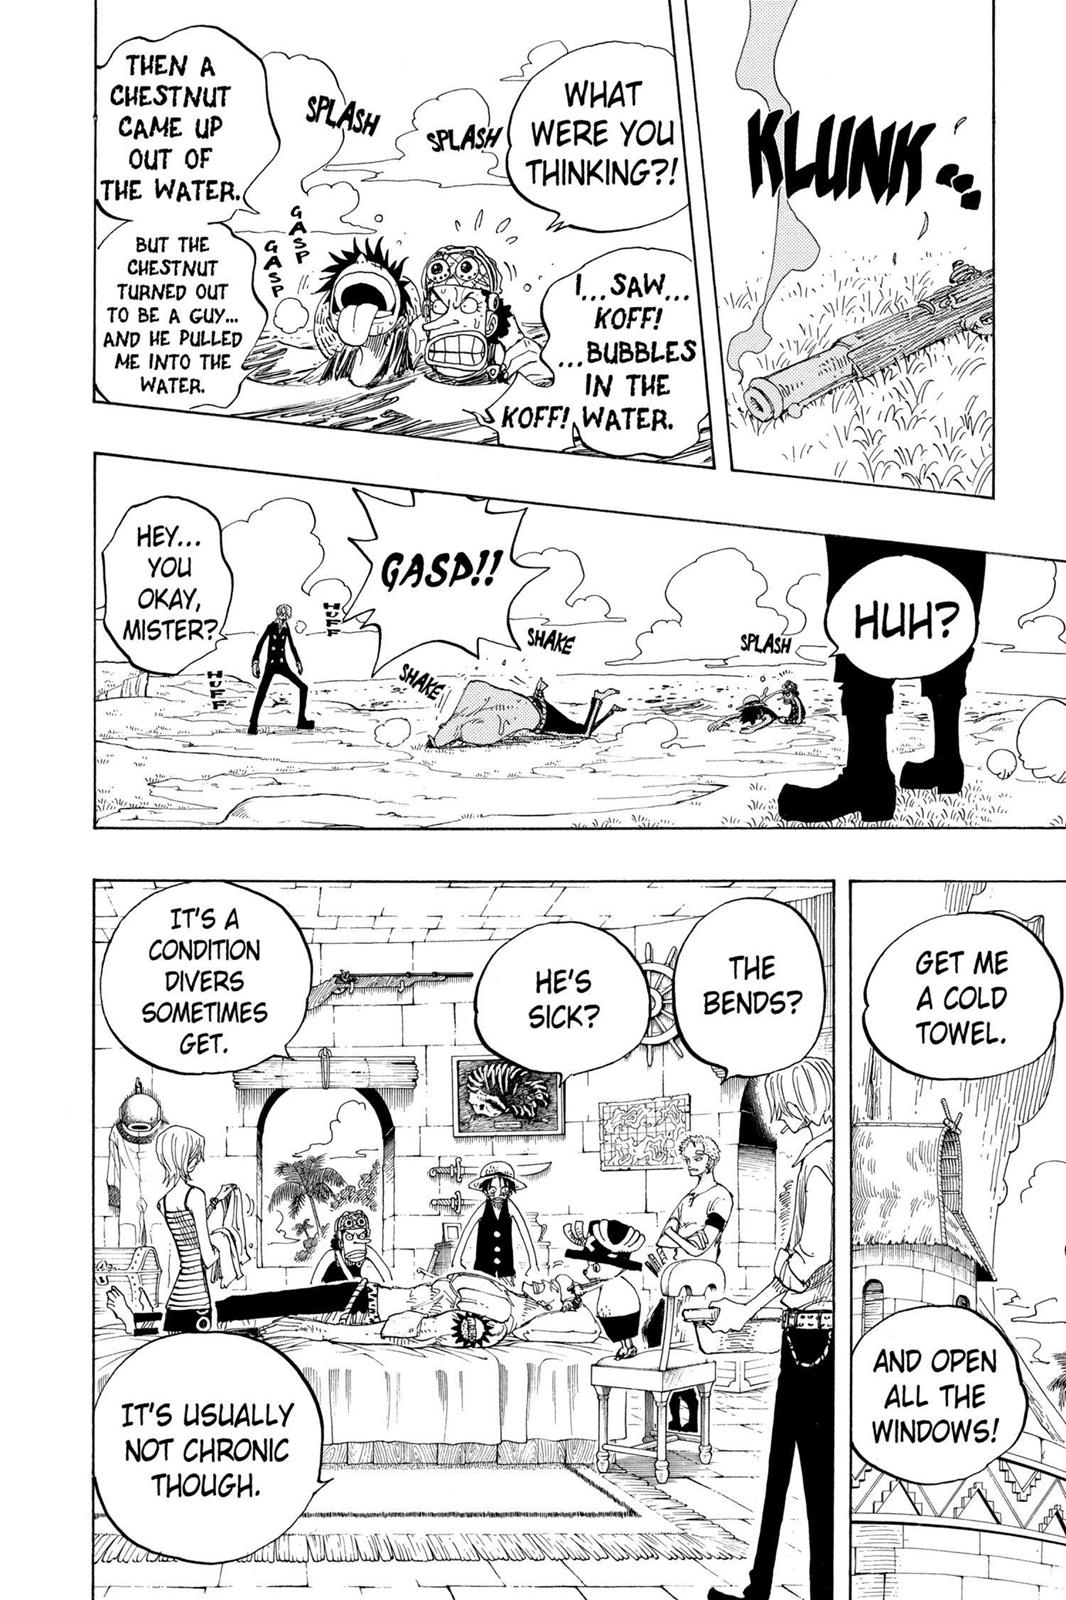 KLUNK...
WHAT
WERE YOU
THINKING?!
I...SAW...
KOFF!
...BUBBLES
IN THE
WATER.
KOFF!
SPLASH
SPLASH
GASP
GASP
THEN A
CHESTNUT
CAME UP
OUT OF
THE WATER.
BUT THE
CHESTNUT
TURNED OUT
TO BE A GUY...
AND HE PULLED
ME INTO THE
WATER.
HUH?
SPLASH
SHAKE
SHAKE
GASP!!
HUFF
HUFF
HEY...
YOU
OKAY,
MISTER?
GET ME
A COLD
TOWEL.
AND OPEN
ALL THE
WINDOWS!
THE
BENDS?
HE'S
SICK?
IT'S A
CONDITION
DIVERS
SOMETIMES
GET.
IT'S USUALLY
NOT CHRONIC
THOUGH.